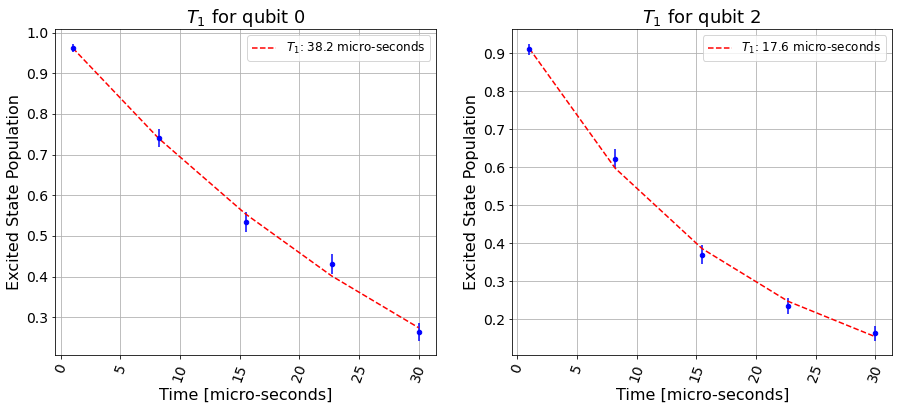 T₁ for qubit 0
T₁: 38.2 micro-seconds
Excited State Population
1.0
0.9
0.8
0.7
0.6
0.5
0.4
0.3
0 5 10 15 20 25 30
Time [micro-seconds]
T₁ for qubit 2
T₁: 17.6 micro-seconds
Excited State Population
0.9
0.8
0.7
0.6
0.5
0.4
0.3
0.2
0 5 10 15 20 25 30
Time [micro-seconds]